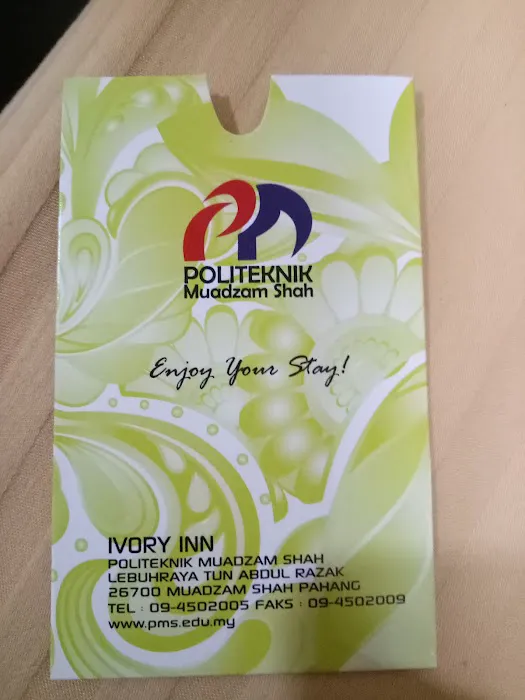 POLITEKNIK
Muadzam Shah
Enjoy Your Stay!
IVORY INN
POLITEKNIK MUADZAM SHAH
LEBUHRAYA TUN ABDUL RAZAK
26700 MUADZAM SHAH PAHANG
TEL : 09-4502005 FAKS : 09-4502009
www.pms.edu.my